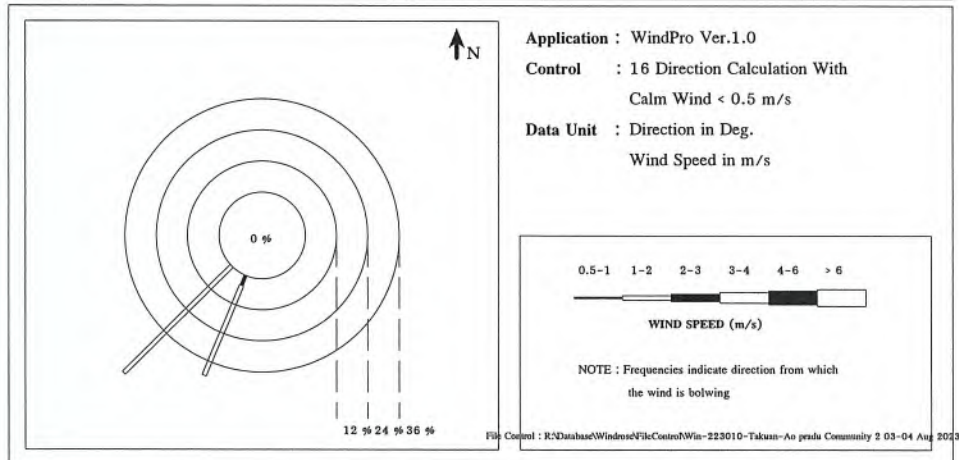 N
0 %
12 % 24 % 36 %
Application : WindPro Ver.1.0
Control : 16 Direction Calculation With
Calm Wind < 0.5 m/s
Data Unit : Direction in Deg.
Wind Speed in m/s
0.5-1 1-2 2-3 3-4 4-6 > 6
WIND SPEED (m/s)
NOTE : Frequencies indicate direction from which
the wind is bolwing
File Control : R:\Database\Windrose\FileControl\Win-223010-Takuan-Ao pradu Community 2 03-04 Aug 2023